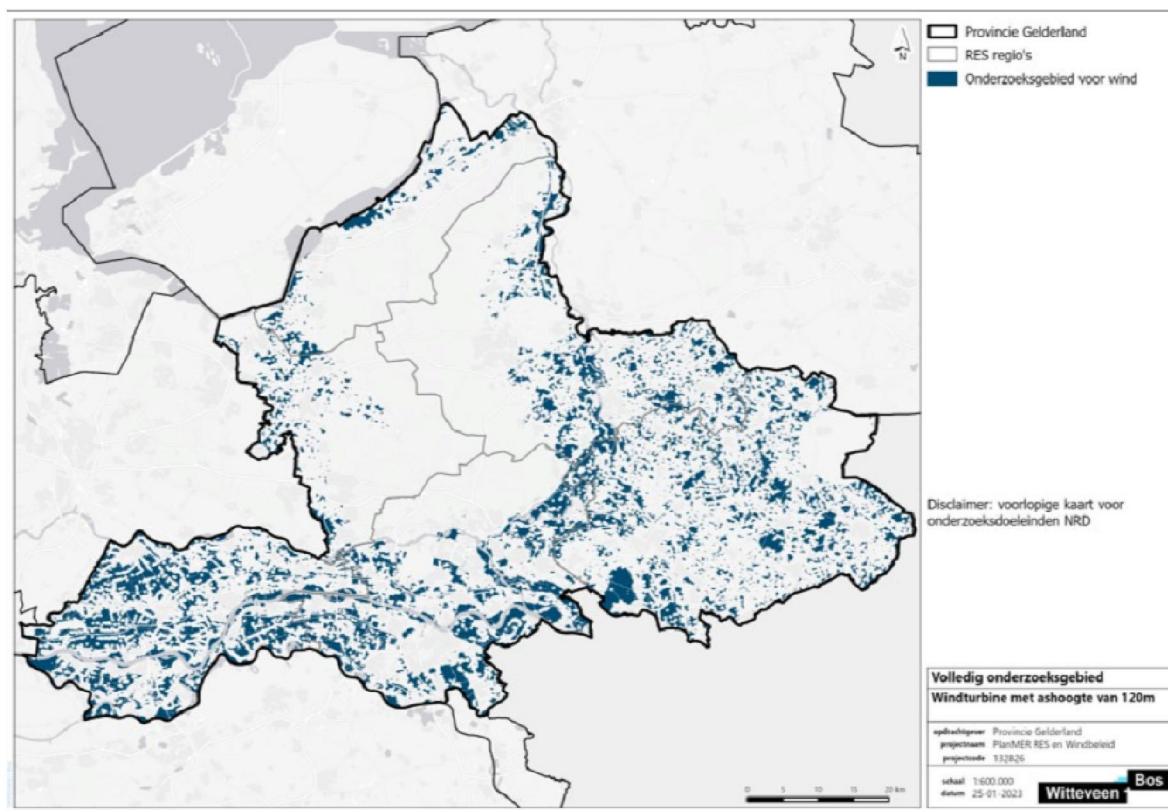 N
Provincie Gelderland
RES regio's
Onderzoeksgebied voor wind
Disclaimer: voorlopige kaart voor
onderzoeksdoeleinden NRD
Volledig onderzoeksgebied
Windturbine met ashoogte van 120m
opdrachtgever Provincie Gelderland
projectnaam PlanMER RES en Windbeleid
projectcode 132826
schaal 1:600.000
datum 25-01-2023
Witteveen Bos
0 5 10 15 20 km